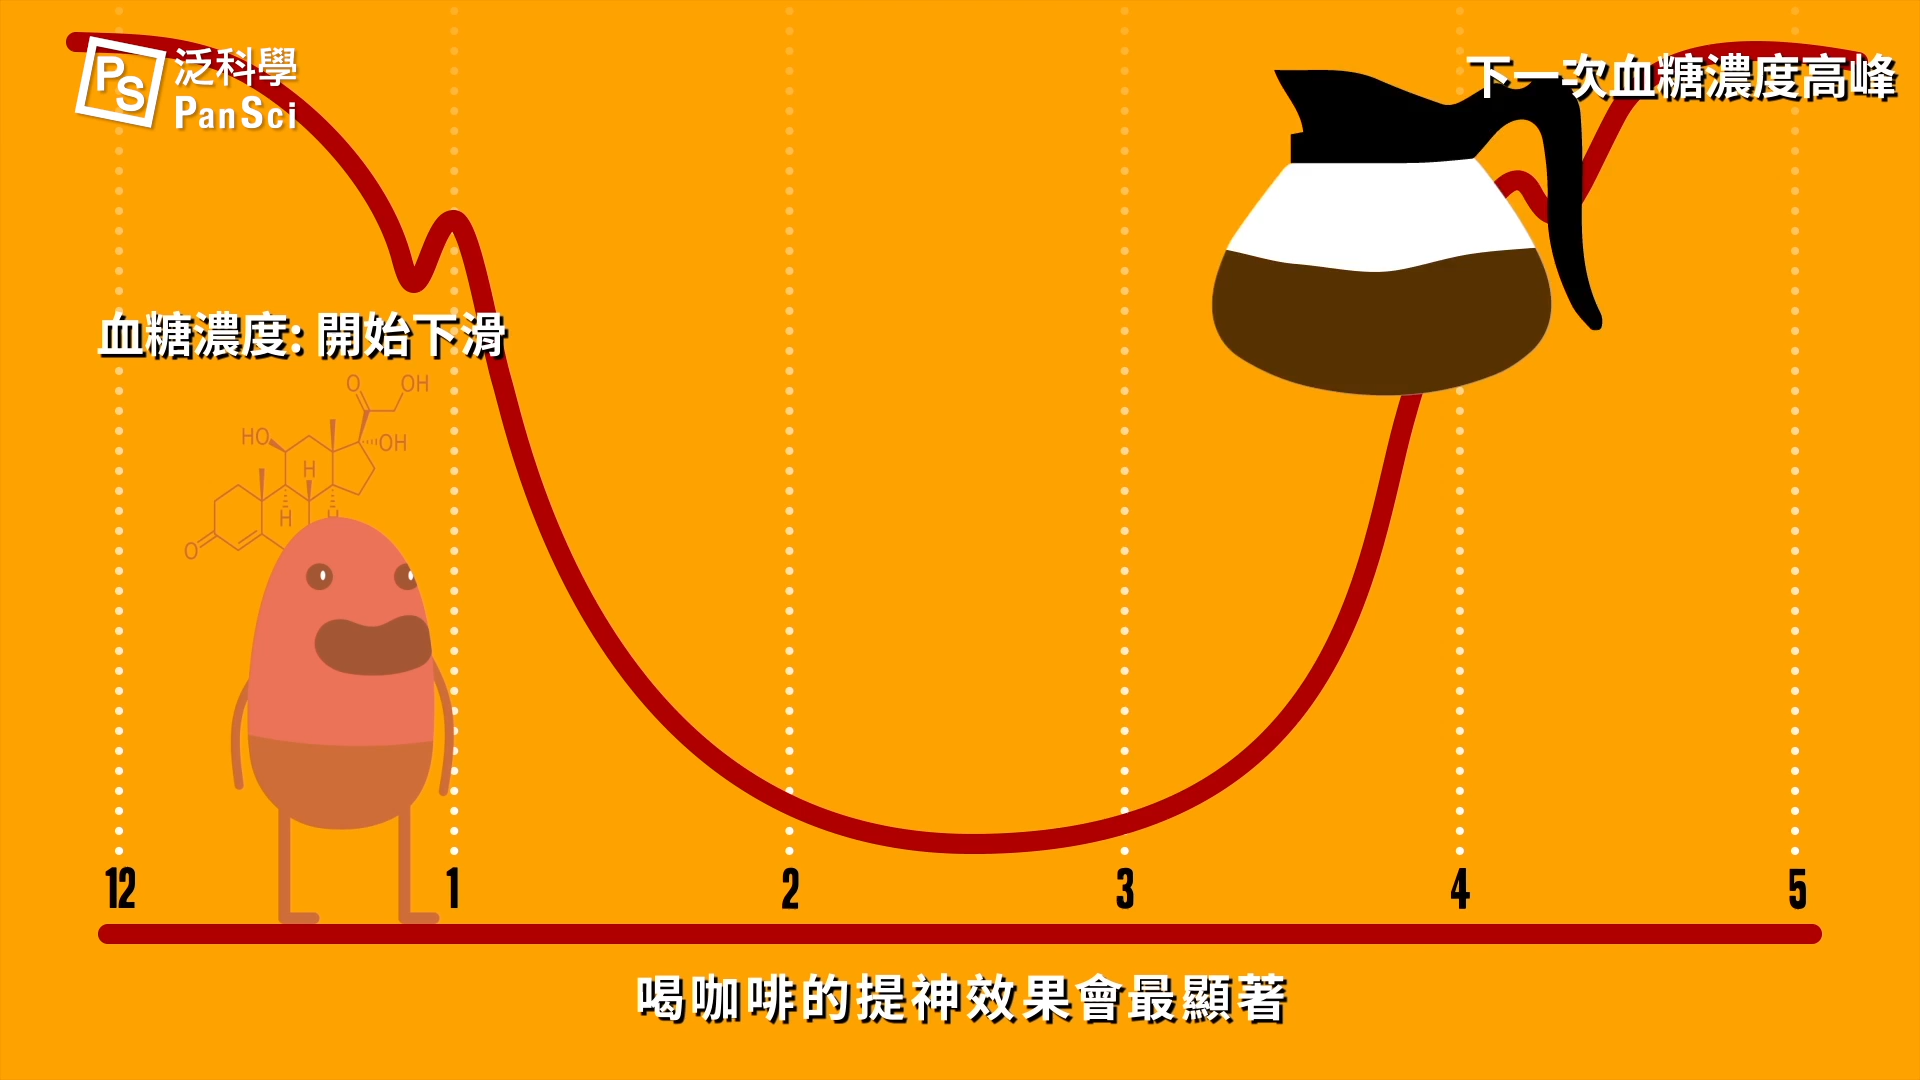 PS
泛科學
PanSci
下一次血糖濃度高峰
血糖濃度: 開始下滑
O
OH
HO
OH
H
H
H
O
12
1
2
3
4
5
喝咖啡的提神效果會最顯著